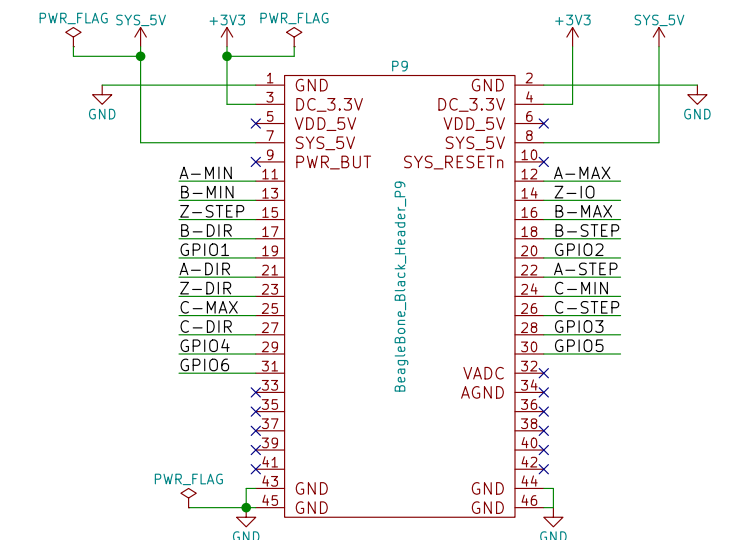 PWR_FLAG SYS_5V +3V3 PWR_FLAG +3V3 SYS_5V
P9
1 GND GND 2
3 DC_3.3V DC_3.3V 4
GND GND
5 VDD_5V VDD_5V 6
7 SYS_5V SYS_5V 8
9 PWR_BUT SYS_RESETn 10
A-MIN 11 12 A-MAX
B-MIN 13 14 Z-IO
Z-STEP 15 16 B-MAX
B-DIR 17 18 B-STEP
GPIO1 19 20 GPIO2
A-DIR 21 22 A-STEP
Z-DIR 23 24 C-MIN
C-MAX 25 26 C-STEP
C-DIR 27 28 GPIO3
GPIO4 29 30 GPIO5
GPIO6 31 VADC 32
BeagleBone_Black_Header_P9
33 AGND 34
35 36
37 38
39 40
41 42
PWR_FLAG
43 GND GND 44
45 GND GND 46
GND GND